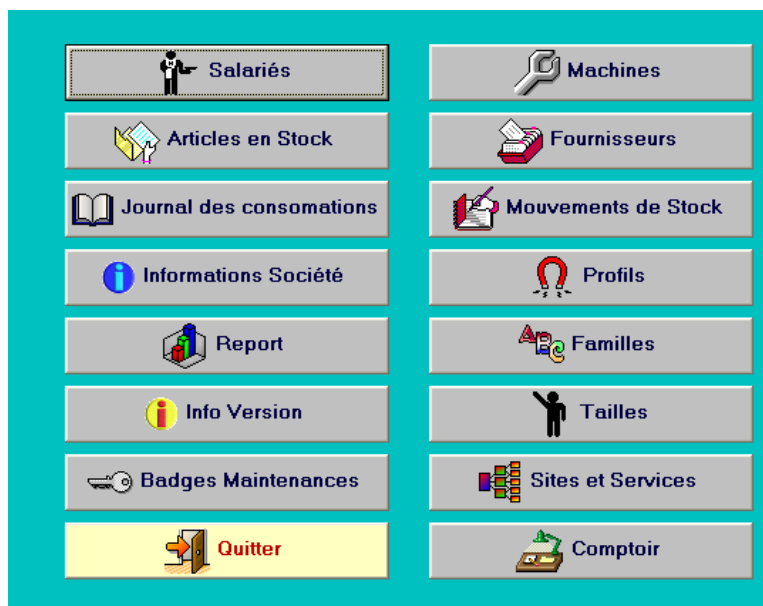 Salariés
Machines
Articles en Stock
Fournisseurs
Journal des consomations
Mouvements de Stock
Informations Société
Profils
Report
Familles
Info Version
Tailles
Badges Maintenances
Sites et Services
Quitter
Comptoir